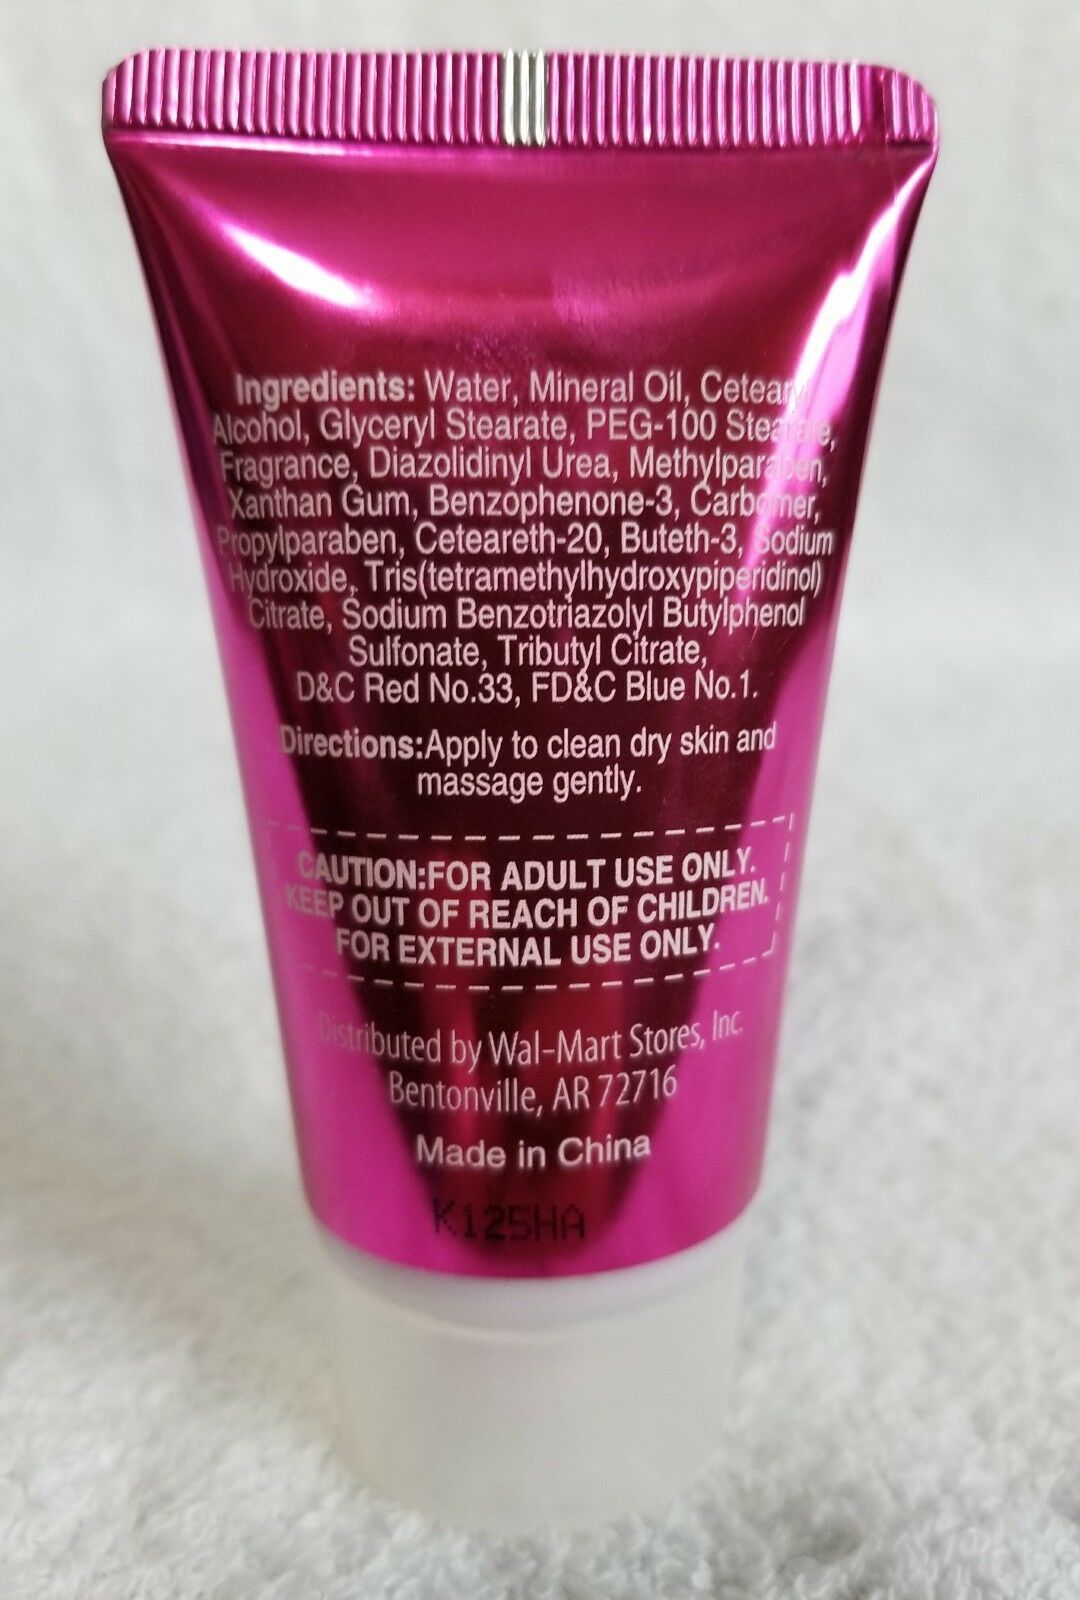 Ingredients: Water, Mineral Oil, Cetearyl
Alcohol, Glyceryl Stearate, PEG-100 Stearate,
Fragrance, Diazolidinyl Urea, Methylparaben,
Xanthan Gum, Benzophenone-3, Carbomer,
Propylparaben, Ceteareth-20, Buteth-3, Sodium
Hydroxide, Tris(tetramethylhydroxypiperidinol)
Citrate, Sodium Benzotriazolyl Butylphenol
Sulfonate, Tributyl Citrate,
D&C Red No.33, FD&C Blue No.1.
Directions:Apply to clean dry skin and
massage gently.
CAUTION:FOR ADULT USE ONLY.
KEEP OUT OF REACH OF CHILDREN.
FOR EXTERNAL USE ONLY.
Distributed by Wal-Mart Stores, Inc.
Bentonville, AR 72716
Made in China
K125HA